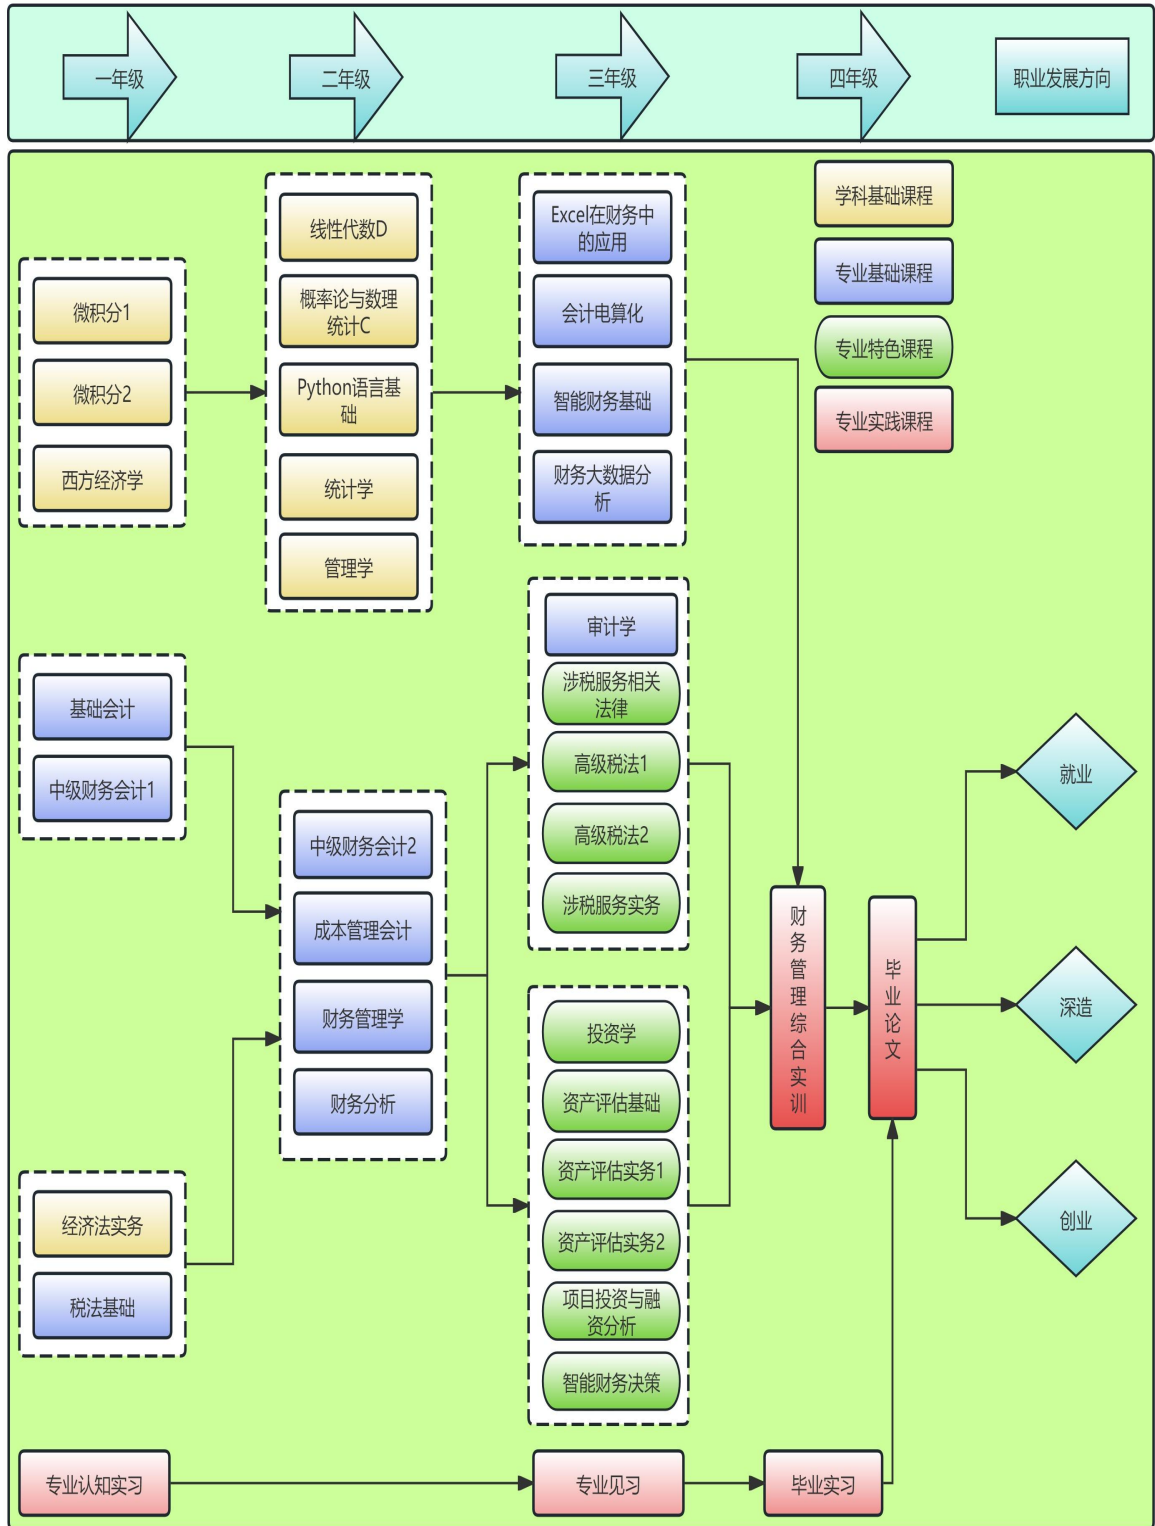 一年级
二年级
三年级
四年级
职业发展方向
微积分1
微积分2
西方经济学
线性代数D
概率论与数理
统计C
Python语言基
础
统计学
管理学
Excel在财务中
的应用
会计电算化
智能财务基础
财务大数据分
析
学科基础课程
专业基础课程
专业特色课程
专业实践课程
基础会计
中级财务会计1
经济法实务
税法基础
中级财务会计2
成本管理会计
财务管理学
财务分析
审计学
涉税服务相关
法律
高级税法1
高级税法2
涉税服务实务
投资学
资产评估基础
资产评估实务1
资产评估实务2
项目投资与融
资分析
智能财务决策
财务管理综合实训
毕业论文
就业
深造
创业
专业认知实习
专业见习
毕业实习